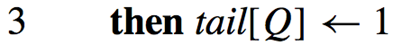 3 then tail[Q] ← 1